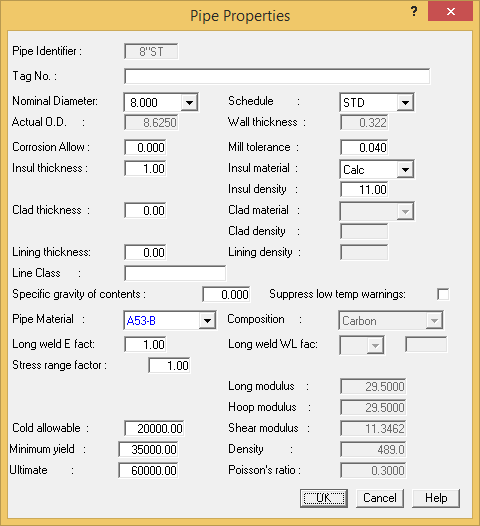 Pipe Properties ?
Pipe Identifier : 8"ST
Tag No. :
Nominal Diameter: 8.000 Schedule : STD
Actual O.D. : 8.6250 Wall thickness : 0.322
Corrosion Allow : 0.000 Mill tolerance : 0.040
Insul thickness : 1.00 Insul material : Calc
Insul density : 11.00
Clad thickness : 0.00 Clad material :
Clad density :
Lining thickness: 0.00 Lining density :
Line Class :
Specific gravity of contents : 0.000 Suppress low temp warnings:
Pipe Material : A53-B Composition : Carbon
Long weld E fact: 1.00 Long weld WL fac:
Stress range factor : 1.00
Long modulus : 29.5000
Hoop modulus : 29.5000
Cold allowable : 20000.00 Shear modulus : 11.3462
Minimum yield : 35000.00 Density : 489.0
Ultimate : 60000.00 Poisson's ratio : 0.3000
OK Cancel Help